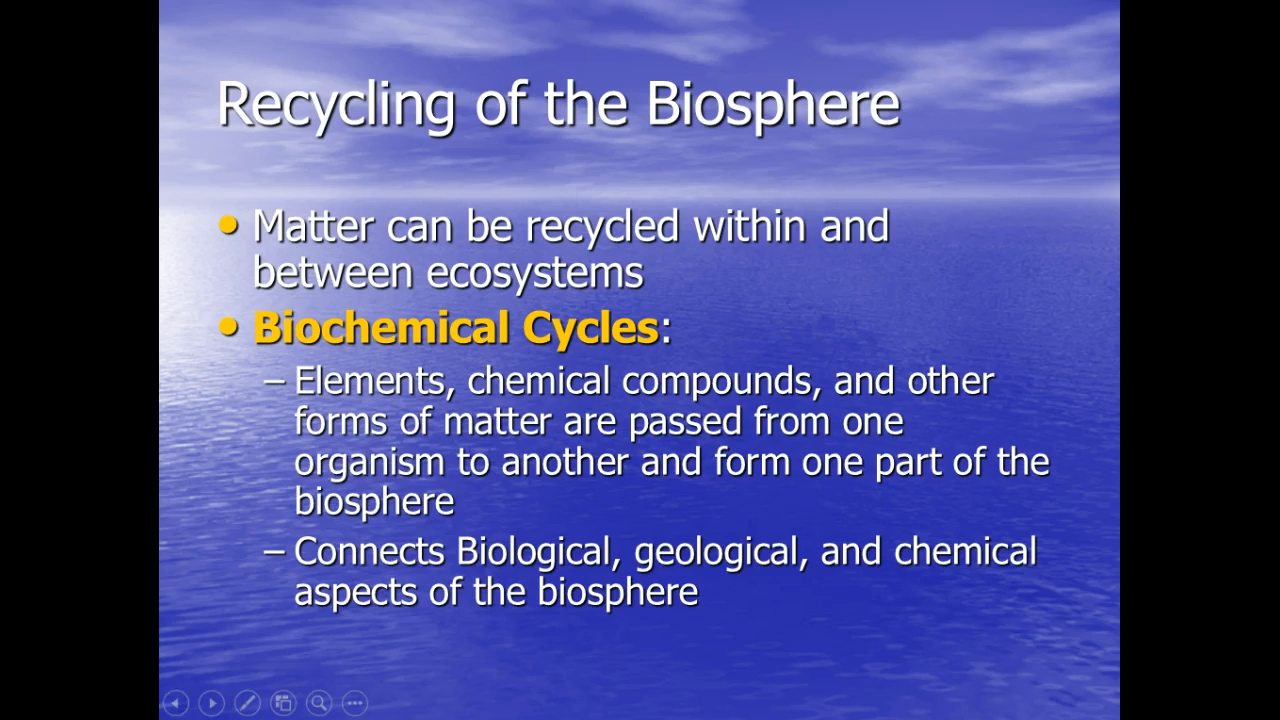 Recycling of the Biosphere
• Matter can be recycled within and
between ecosystems
• Biochemical Cycles:
– Elements, chemical compounds, and other
forms of matter are passed from one
organism to another and form one part of the
biosphere
– Connects Biological, geological, and chemical
aspects of the biosphere